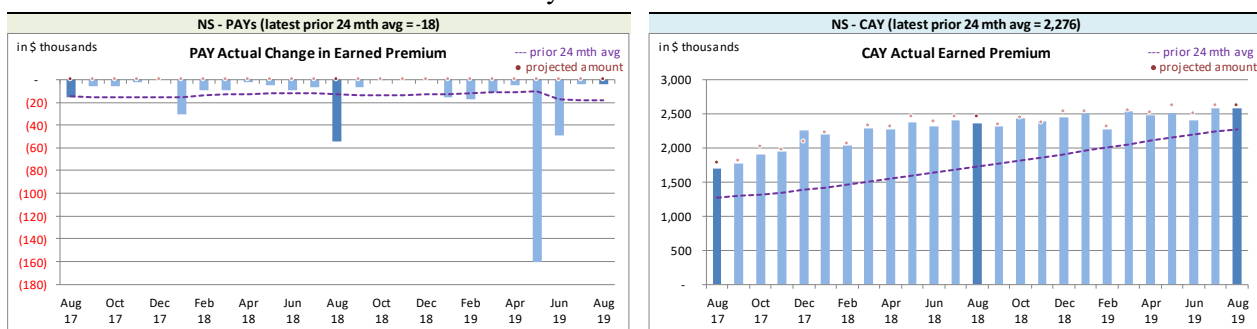 NS - PAYs (latest prior 24 mth avg = -18)
in $ thousands
PAY Actual Change in Earned Premium
--- prior 24 mth avg
• projected amount
-
(20)
(40)
(60)
(80)
(100)
(120)
(140)
(160)
(180)
Aug Oct Dec Feb Apr Jun Aug Oct Dec Feb Apr Jun Aug
17 17 17 18 18 18 18 18 18 19 19 19 19
NS - CAY (latest prior 24 mth avg = 2,276)
in $ thousands
CAY Actual Earned Premium
--- prior 24 mth avg
• projected amount
3,000
2,500
2,000
1,500
1,000
500
-
Aug Oct Dec Feb Apr Jun Aug Oct Dec Feb Apr Jun Aug
17 17 17 18 18 18 18 18 18 19 19 19 19